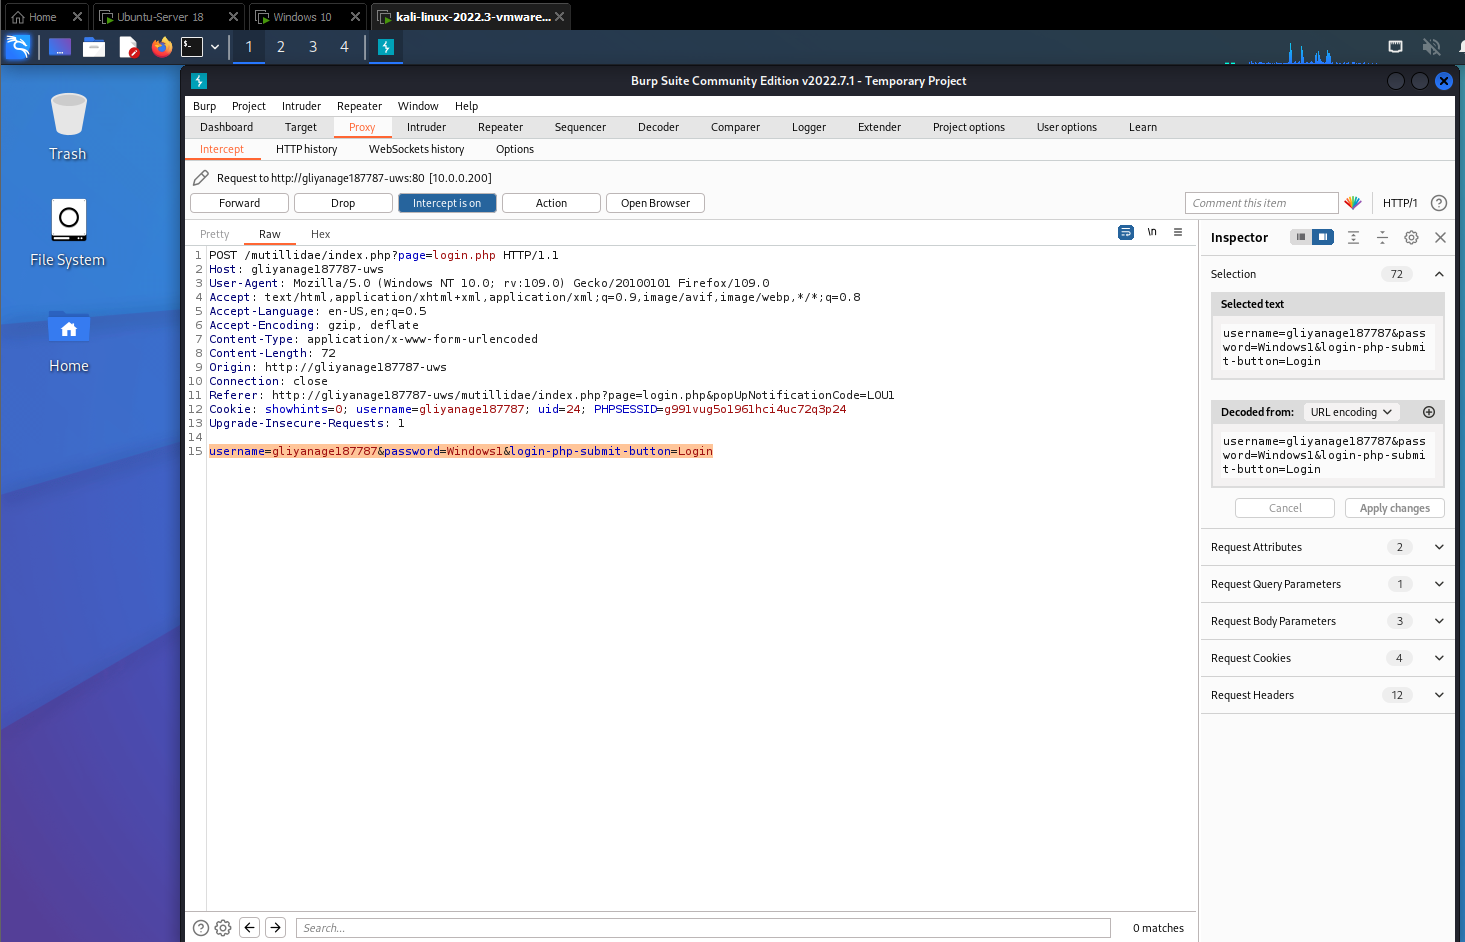 Home
Ubuntu-Server 18
Windows 10
kali-linux-2022.3-vmware...
1 2 3 4
Trash
File System
Home
Burp Suite Community Edition v2022.7.1 - Temporary Project
Burp Project Intruder Repeater Window Help
Dashboard Target Proxy Intruder Repeater Sequencer Decoder Comparer Logger Extender Project options User options Learn
Intercept HTTP history WebSockets history Options
Request to http://gliyanage187787-uws:80 [10.0.0.200]
Forward Drop Intercept is on Action Open Browser Comment this item HTTP/1 ?
Pretty Raw Hex \n
1 POST /mutillidae/index.php?page=login.php HTTP/1.1
2 Host: gliyanage187787-uws
3 User-Agent: Mozilla/5.0 (Windows NT 10.0; rv:109.0) Gecko/20100101 Firefox/109.0
4 Accept: text/html,application/xhtml+xml,application/xml;q=0.9,image/avif,image/webp,*/*;q=0.8
5 Accept-Language: en-US,en;q=0.5
6 Accept-Encoding: gzip, deflate
7 Content-Type: application/x-www-form-urlencoded
8 Content-Length: 72
9 Origin: http://gliyanage187787-uws
10 Connection: close
11 Referer: http://gliyanage187787-uws/mutillidae/index.php?page=login.php&popUpNotificationCode=LOU1
12 Cookie: showhints=0; username=gliyanage187787; uid=24; PHPSESSID=g991vug5o1961hci4uc72q3p24
13 Upgrade-Insecure-Requests: 1
14
15 username=gliyanage187787&password=Windows1&login-php-submit-button=Login
Inspector
Selection 72
Selected text
username=gliyanage187787&pass
word=Windows1&login-php-submi
t-button=Login
Decoded from: URL encoding
username=gliyanage187787&pass
word=Windows1&login-php-submi
t-button=Login
Cancel Apply changes
Request Attributes 2
Request Query Parameters 1
Request Body Parameters 3
Request Cookies 4
Request Headers 12
? Search... 0 matches